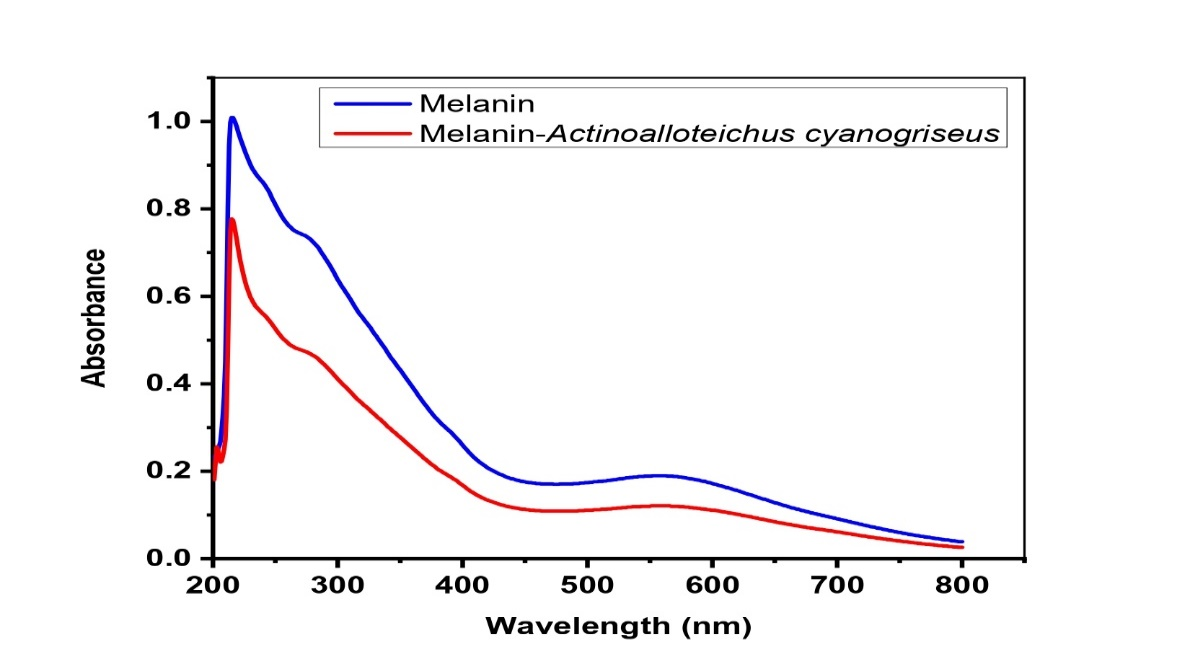 Melanin
Melanin-Actinoalloteichus cyanogriseus
1.0
0.8
0.6
0.4
0.2
0.0
Absorbance
200 300 400 500 600 700 800
Wavelength (nm)